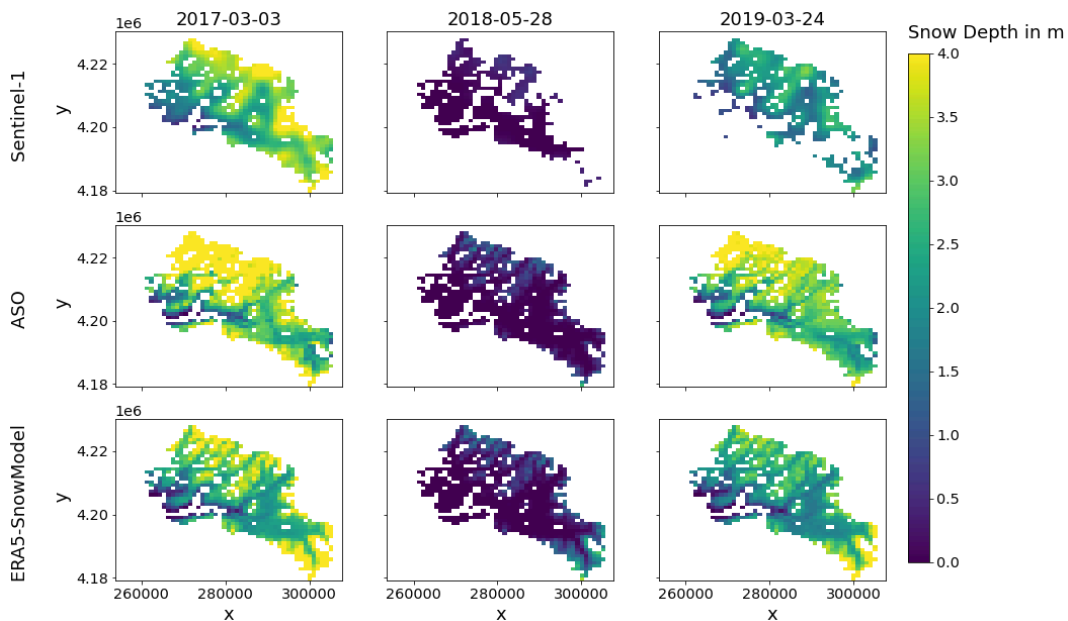 2017-03-03 2018-05-28 2019-03-24
Snow Depth in m
1e6
4.22
4.20
4.18
y
Sentinel-1
1e6
4.22
4.20
4.18
y
ASO
1e6
4.22
4.20
4.18
y
ERA5-SnowModel
260000 280000 300000
260000 280000 300000
260000 280000 300000
x x x
4.0
3.5
3.0
2.5
2.0
1.5
1.0
0.5
0.0